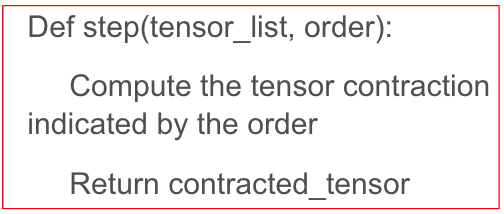 Def step(tensor_list, order):
Compute the tensor contraction
indicated by the order
Return contracted_tensor